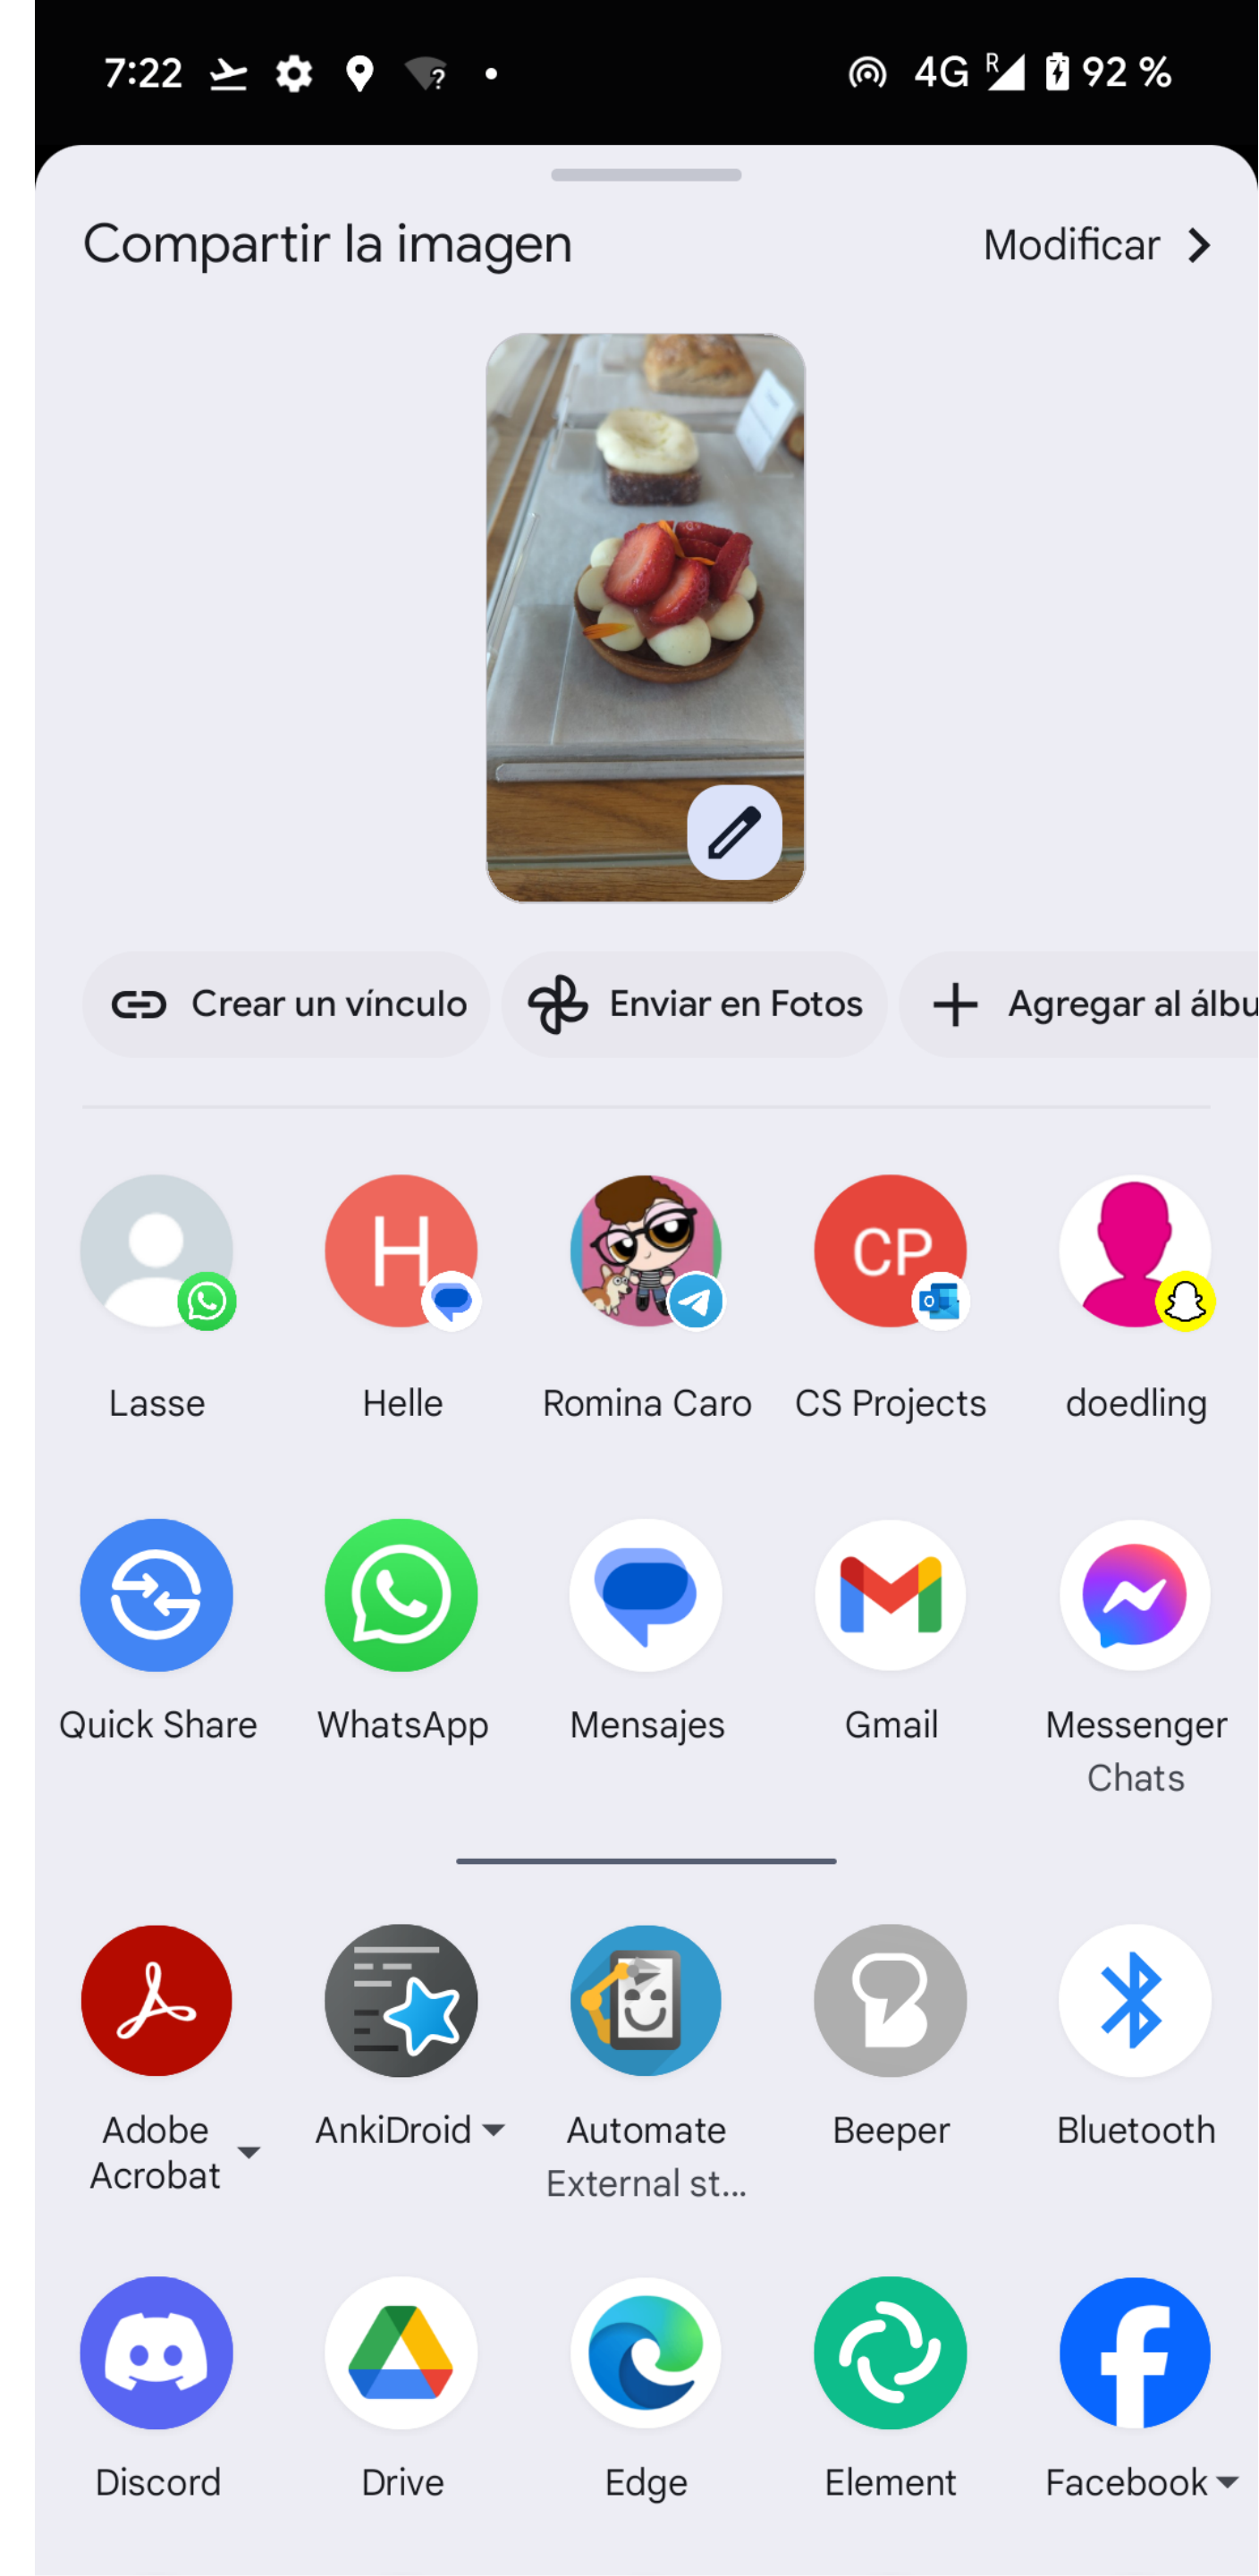 7:22 4G R 92 %
Compartir la imagen Modificar
Crear un vínculo Enviar en Fotos Agregar al álbu
H CP
Lasse Helle Romina Caro CS Projects doedling
Quick Share WhatsApp Mensajes Gmail Messenger
Chats
Adobe AnkiDroid Automate Beeper Bluetooth
Acrobat External st...
Discord Drive Edge Element Facebook